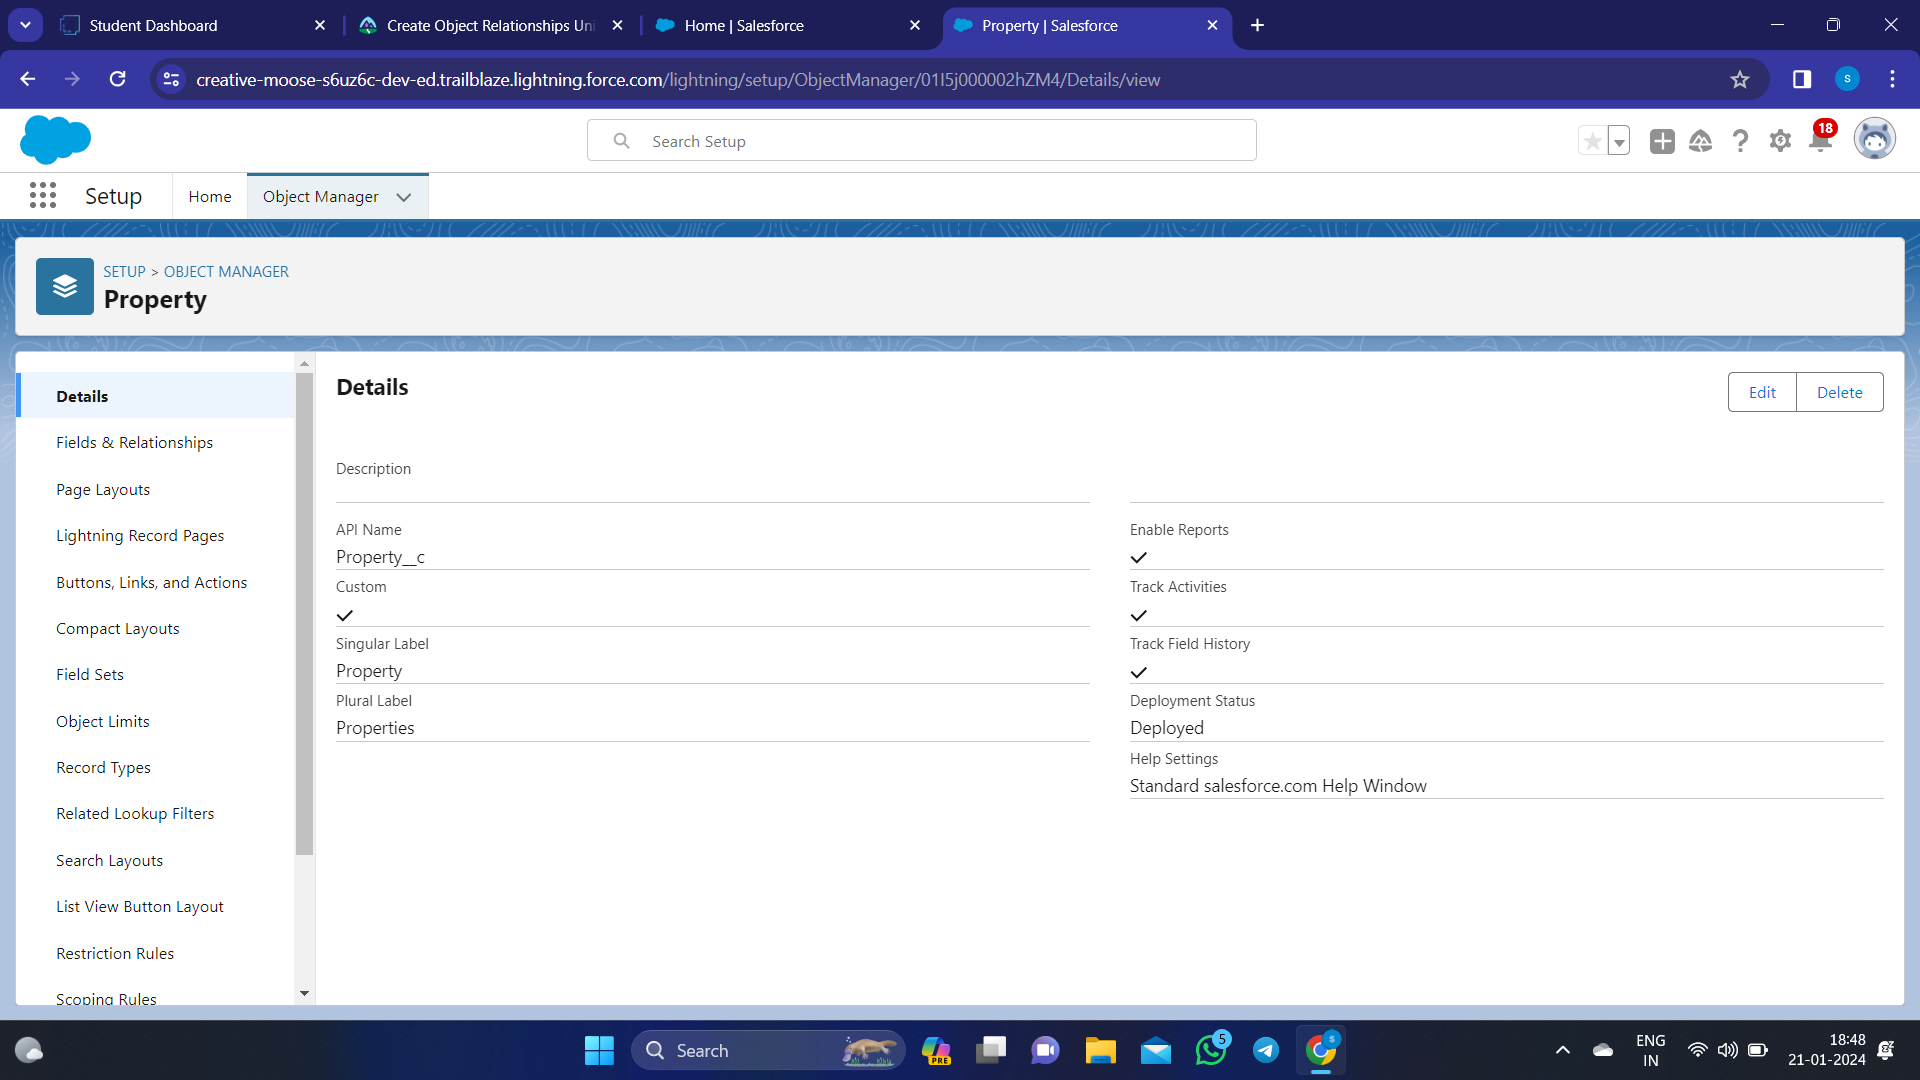 Student Dashboard
Create Object Relationships Uni
Home | Salesforce
Property | Salesforce
creative-moose-s6uz6c-dev-ed.trailblaze.lightning.force.com/lightning/setup/ObjectManager/01I5j000002hZM4/Details/view
S
Search Setup
18
Setup
Home
Object Manager
SETUP > OBJECT MANAGER
Property
Details
Fields & Relationships
Page Layouts
Lightning Record Pages
Buttons, Links, and Actions
Compact Layouts
Field Sets
Object Limits
Record Types
Related Lookup Filters
Search Layouts
List View Button Layout
Restriction Rules
Scoping Rules
Details
Edit
Delete
Description
API Name
Property__c
Custom
Singular Label
Property
Plural Label
Properties
Enable Reports
Track Activities
Track Field History
Deployment Status
Deployed
Help Settings
Standard salesforce.com Help Window
Search
PRE
5
S
ENG
IN
18:48
21-01-2024